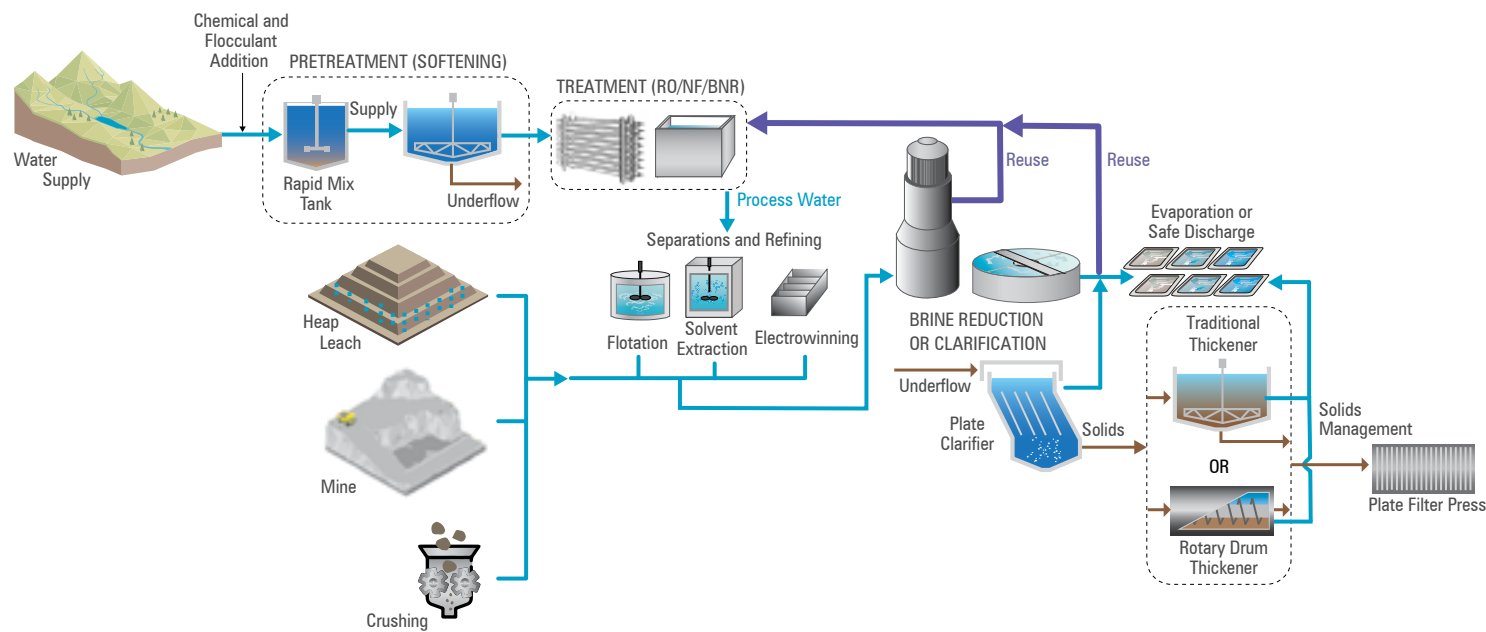 Chemical and
Flocculant
Addition
PRETREATMENT (SOFTENING)
TREATMENT (RO/NF/BNR)
Supply
Water
Supply
Rapid Mix
Tank
Underflow
Reuse
Reuse
Process Water
Separations and Refining
Evaporation or
Safe Discharge
Heap
Leach
Flotation
Solvent
Extraction
Electrowinning
BRINE REDUCTION
OR CLARIFICATION
Traditional
Thickener
Underflow
Plate
Clarifier
Solids
Solids
Management
OR
Mine
Plate Filter Press
Rotary Drum
Thickener
Crushing